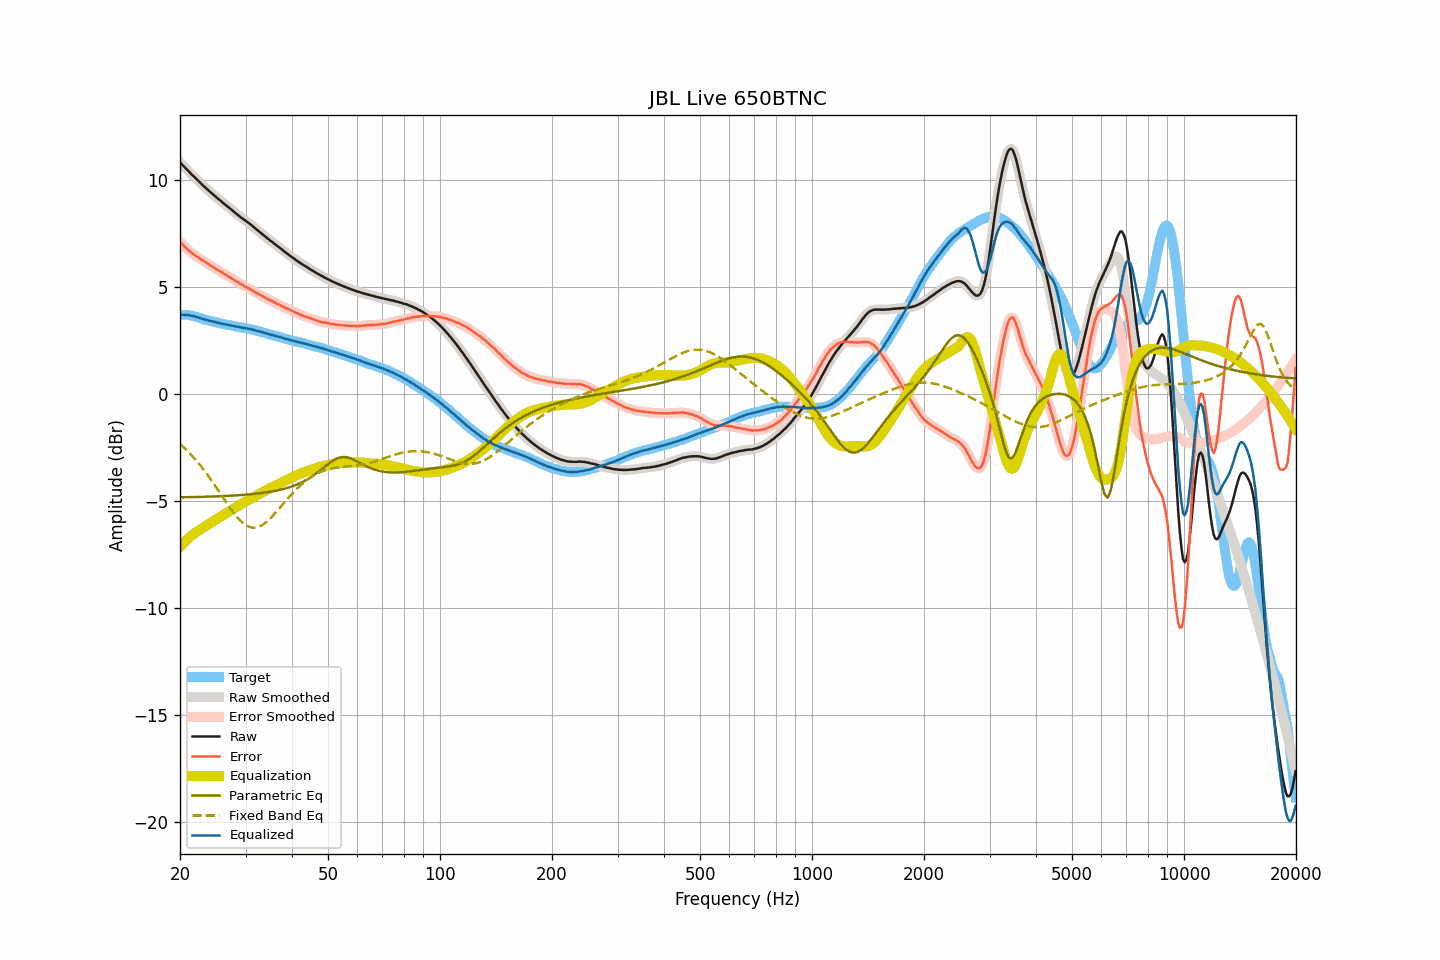 JBL Live 650BTNC
Amplitude (dBr)
10
5
0
−5
−10
−15
−20
Target
Raw Smoothed
Error Smoothed
Raw
Error
Equalization
Parametric Eq
Fixed Band Eq
Equalized
20 50 100 200 500 1000 2000 5000 10000 20000
Frequency (Hz)